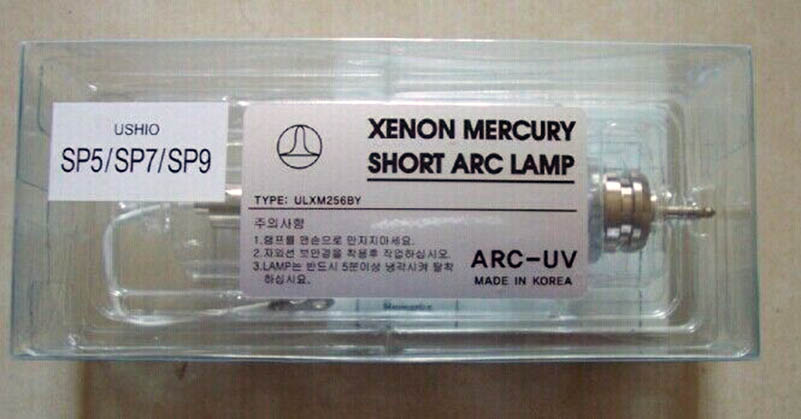 USHIO
SP5/SP7/SP9
XENON MERCURY
SHORT ARC LAMP
TYPE: ULXM256BY
주의사항
1.램프를 맨손으로 만지지마세요.
2.자외선 보안경을 착용후 작업하십시오.
3.LAMP는 반드시 5분이상 냉각시켜 탈착
하십시요.
ARC-UV
MADE IN KOREA